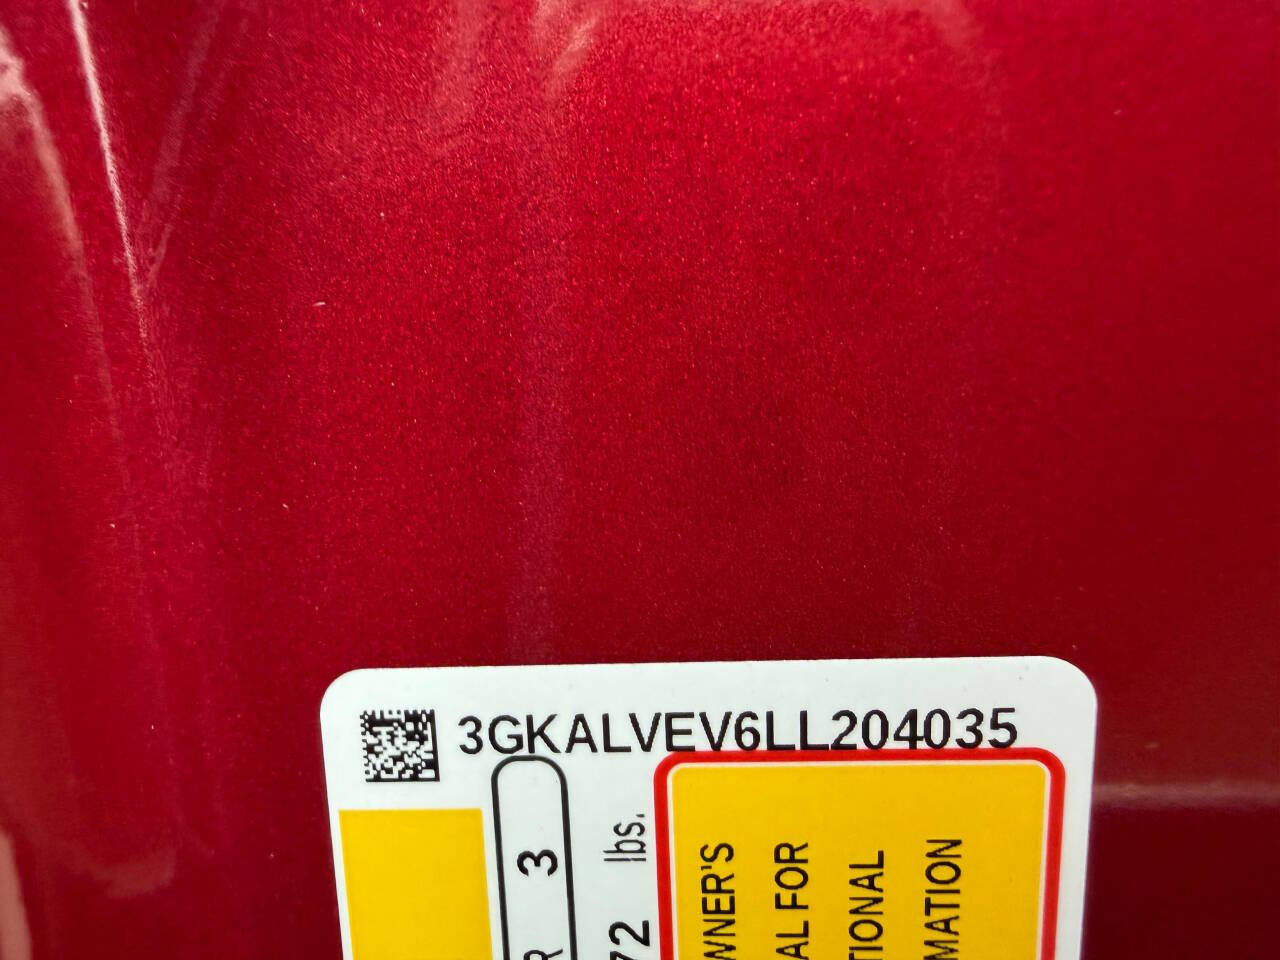 3GKALVEV6LL204035
R 3
72 lbs.
WNER'S
AL FOR
TIONAL
MATION